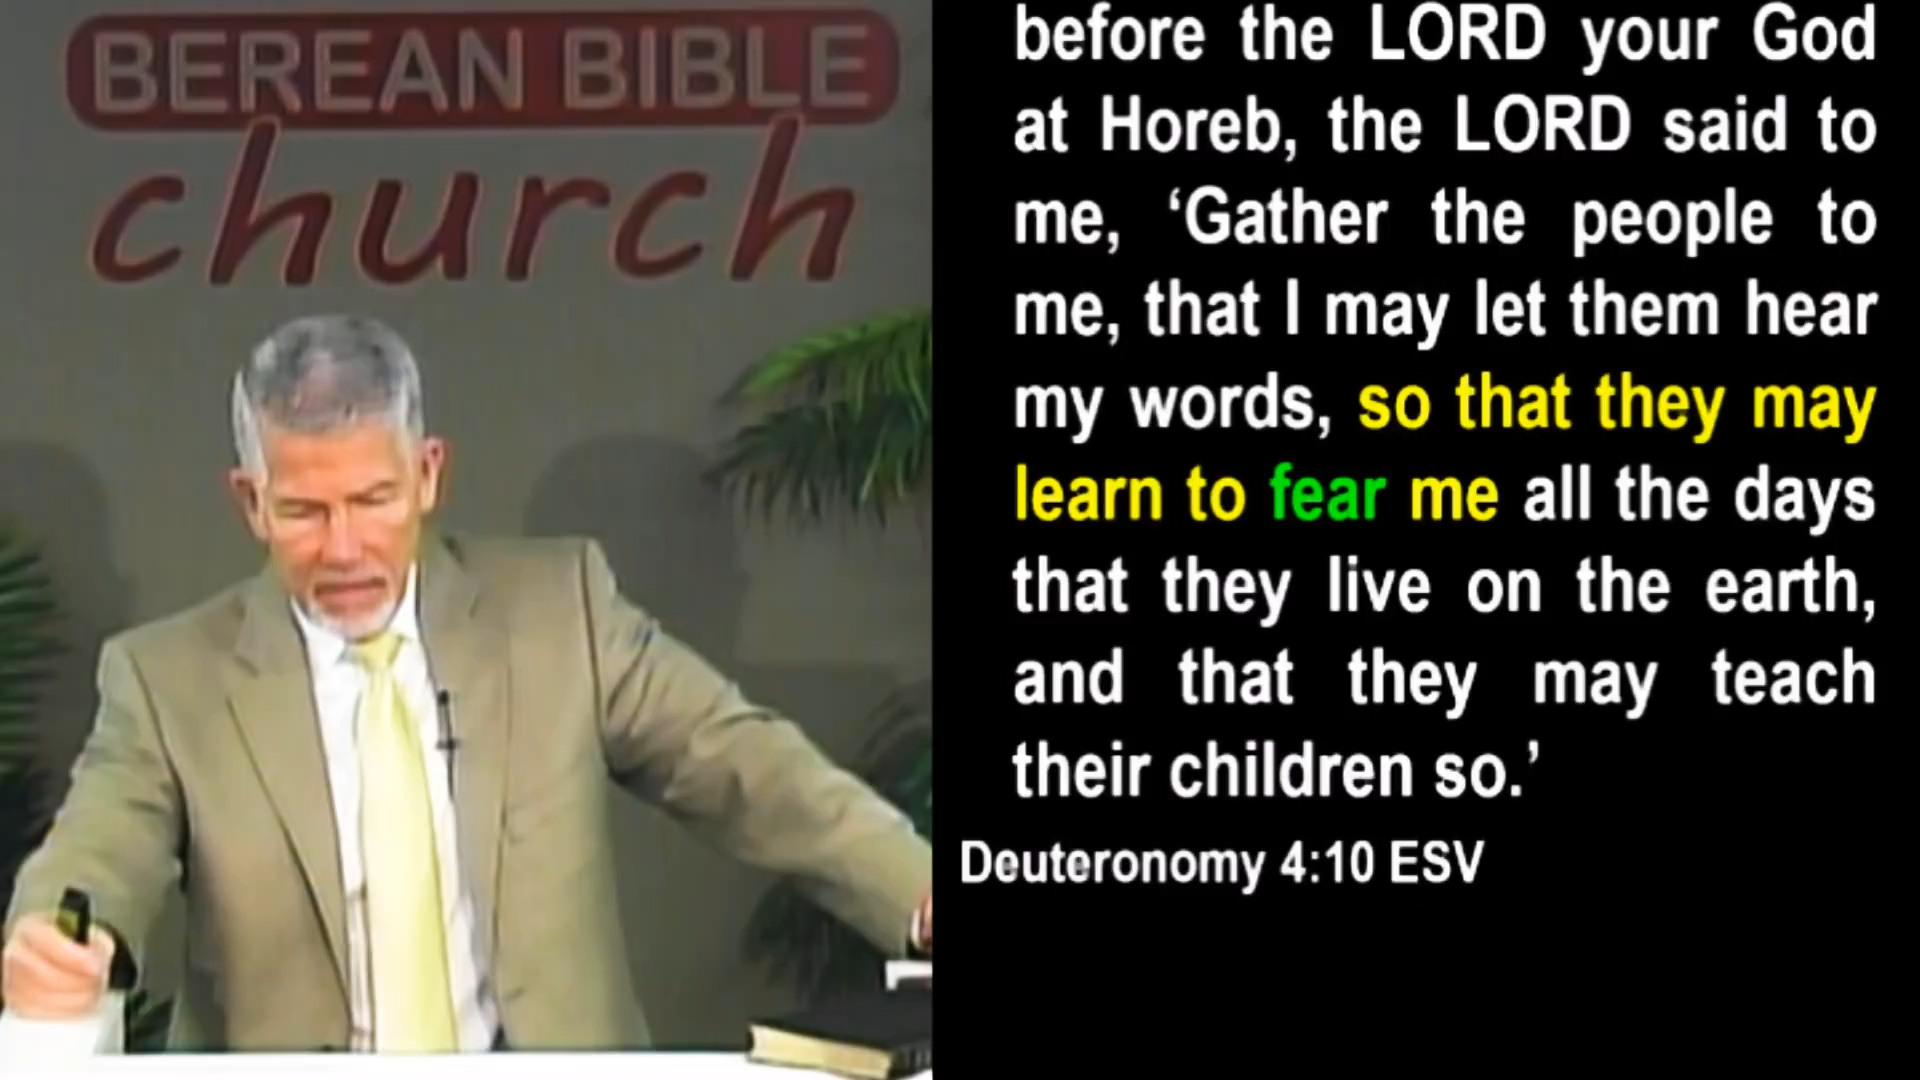 BEREAN BIBLE
church
before the LORD your God
at Horeb, the LORD said to
me, ‘Gather the people to
me, that I may let them hear
my words, so that they may
learn to fear me all the days
that they live on the earth,
and that they may teach
their children so.’
Deuteronomy 4:10 ESV